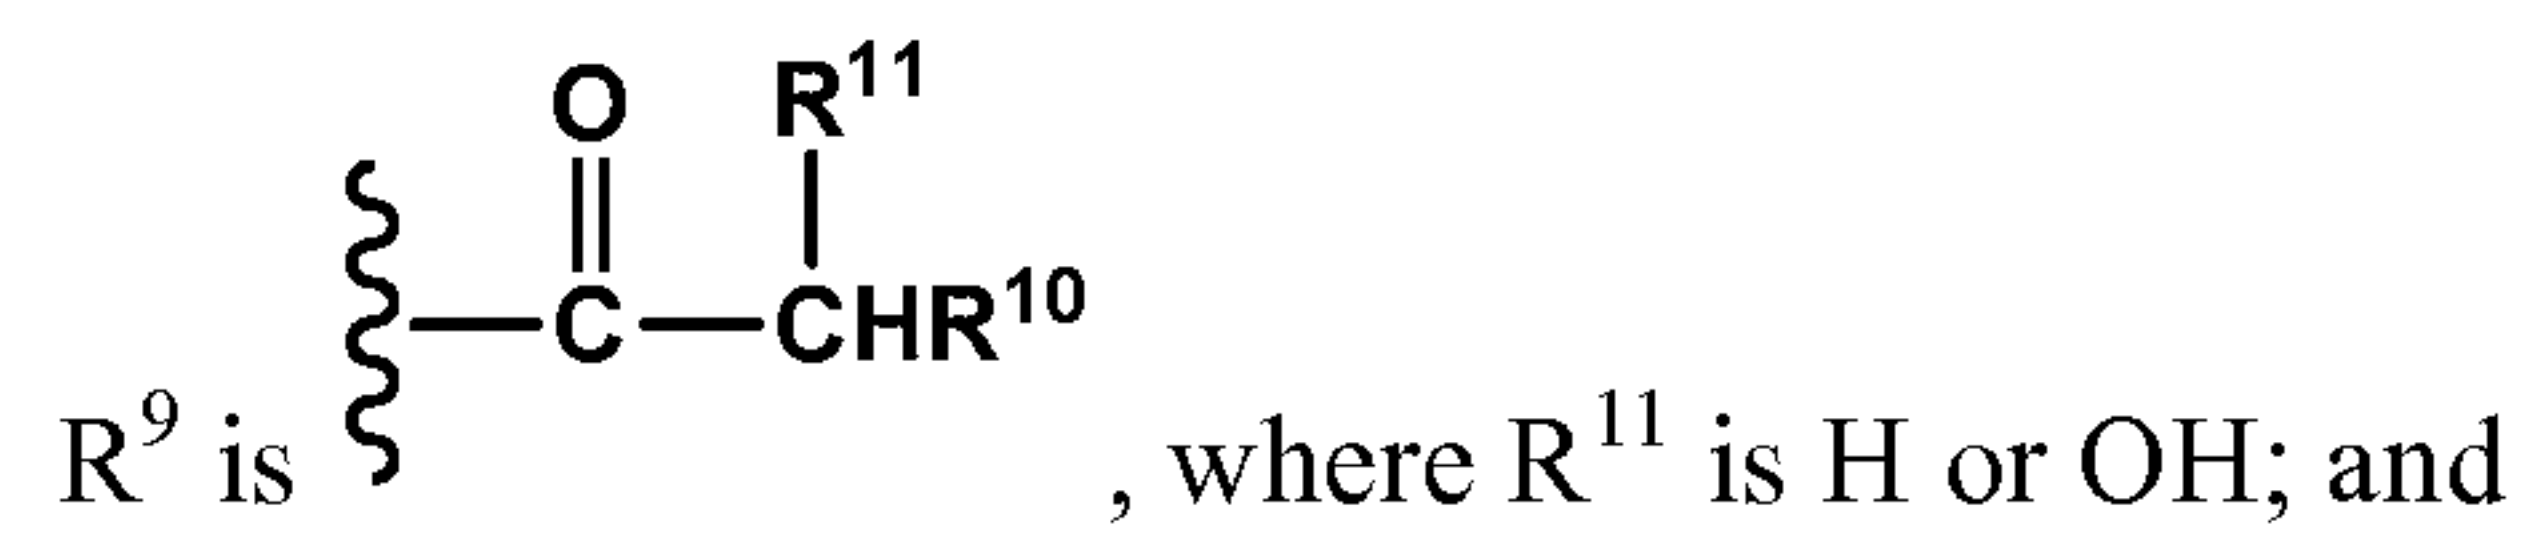 O R¹¹
C CHR¹⁰
R⁹ is , where R¹¹ is H or OH; and